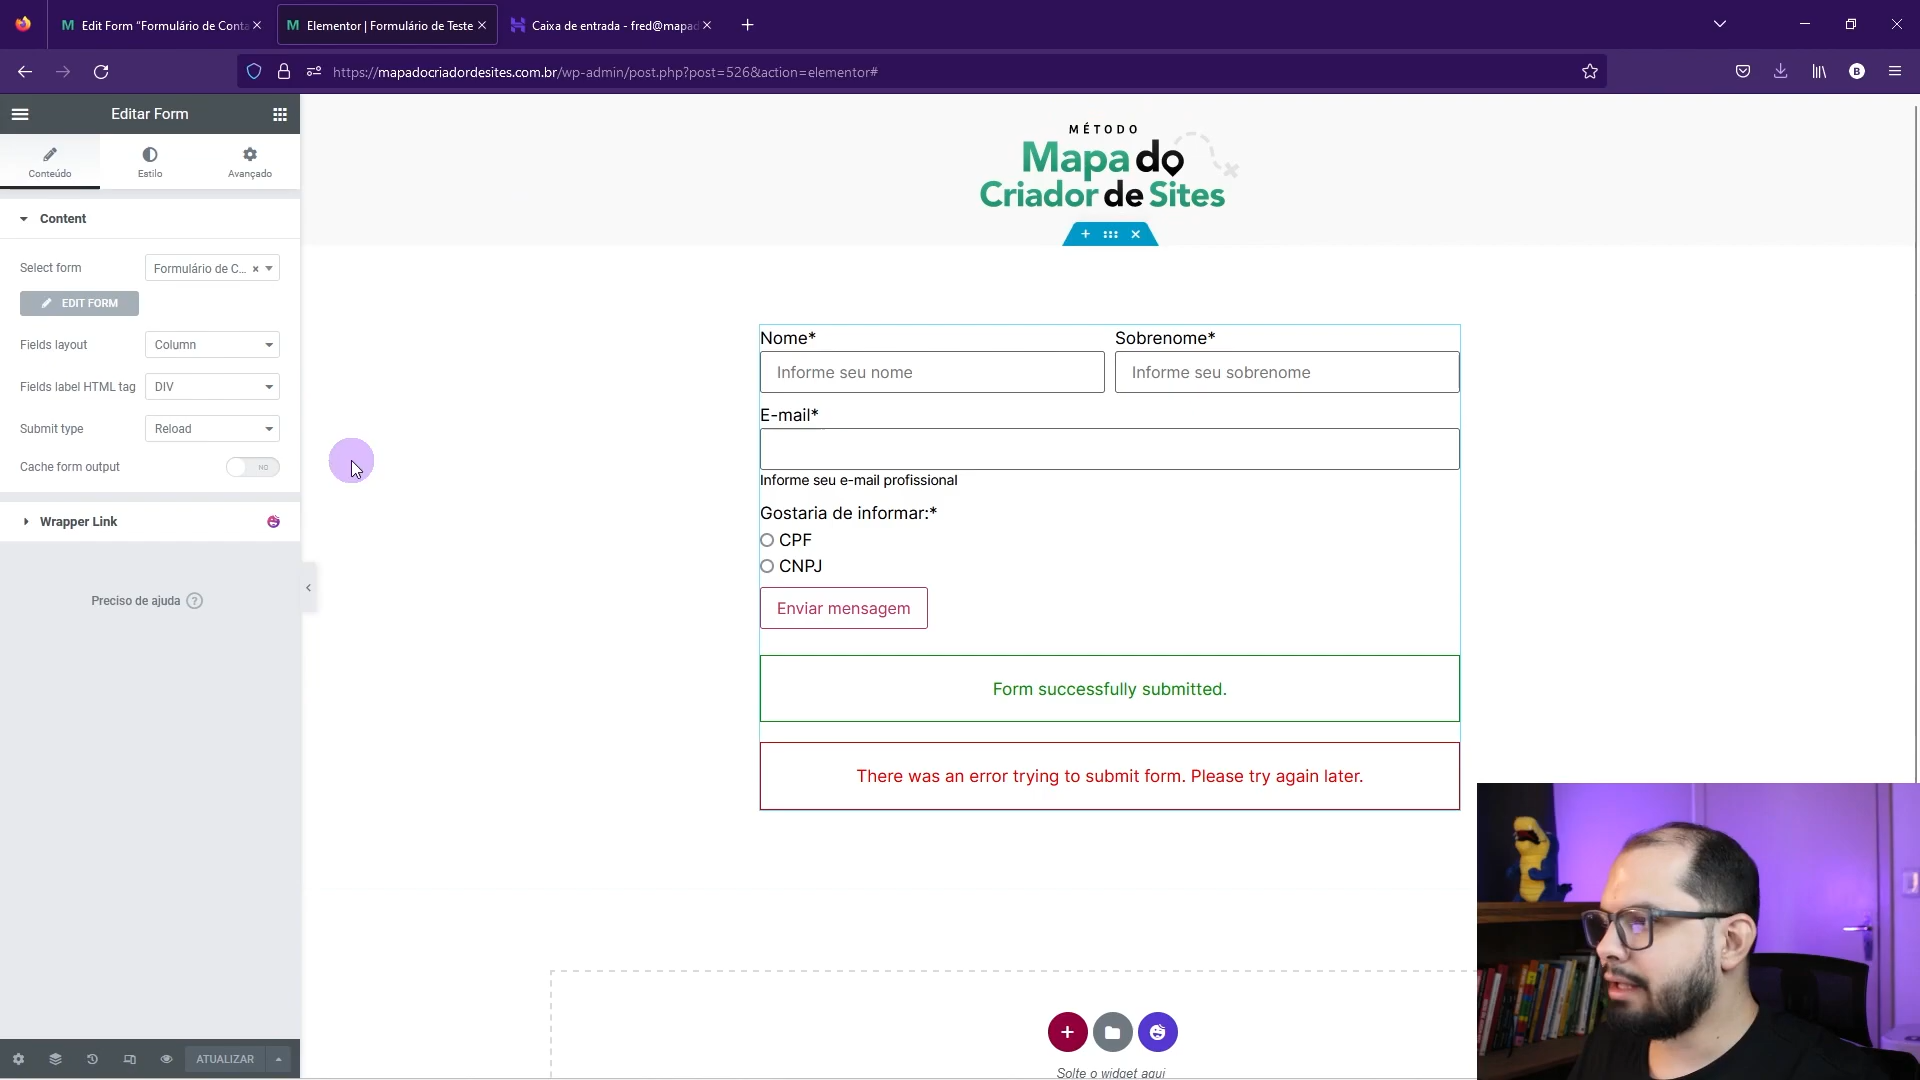 Edit Form “Formulário de Conta
Elementor | Formulário de Teste
Caixa de entrada - fred@mapad
https://mapadocriadordesites.com.br/wp-admin/post.php?post=526&action=elementor#
B
Editar Form
Conteúdo
Estilo
Avançado
Content
Select form
Formulário de C...
EDIT FORM
Fields layout
Column
Fields label HTML tag
DIV
Submit type
Reload
Cache form output
NO
Wrapper Link
Preciso de ajuda
ATUALIZAR
MÉTODO
Mapa do
Criador de Sites
Nome*
Sobrenome*
Informe seu nome
Informe seu sobrenome
E-mail*
Informe seu e-mail profissional
Gostaria de informar:*
CPF
CNPJ
Enviar mensagem
Form successfully submitted.
There was an error trying to submit form. Please try again later.
Solte o widget aqui